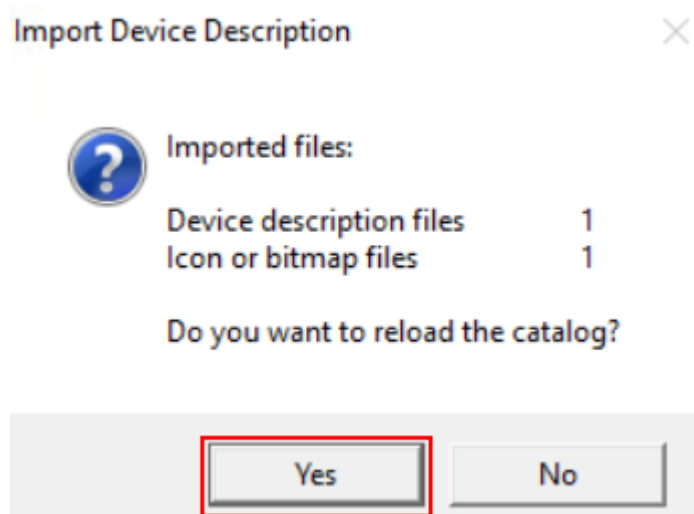 Import Device Description
Imported files:
Device description files 1
Icon or bitmap files 1
Do you want to reload the catalog?
Yes No